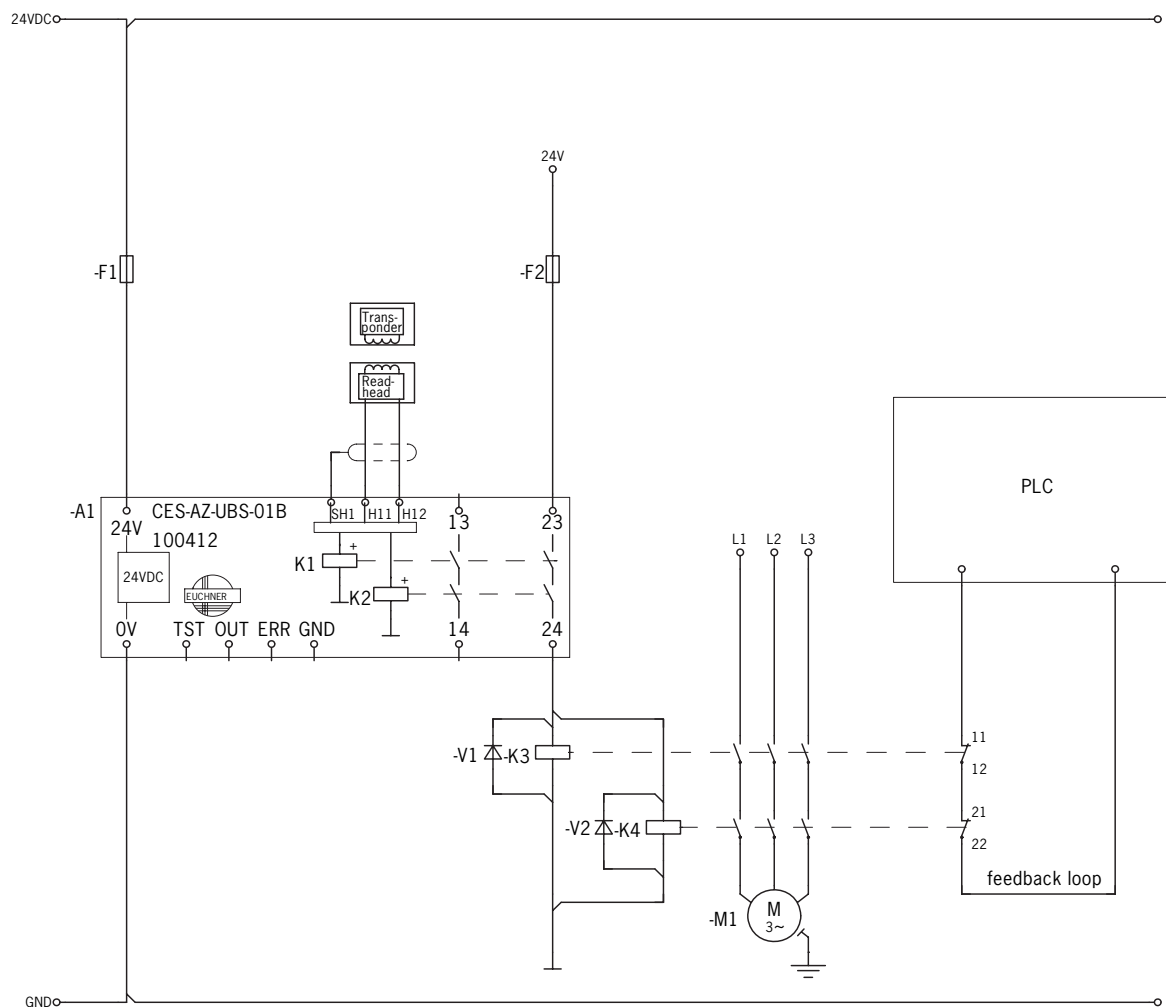 24VDC
24V
-F1
-F2
Trans-
ponder
Read-
head
PLC
-A1
24V
CES-AZ-UBS-01B
100412
SH1
H11
H12
13
23
L1
L2
L3
24VDC
EUCHNER
K1
+
K2
+
0V
TST
OUT
ERR
GND
14
24
-V1
-K3
11
12
-V2
-K4
21
22
feedback loop
-M1
M
3~
GND